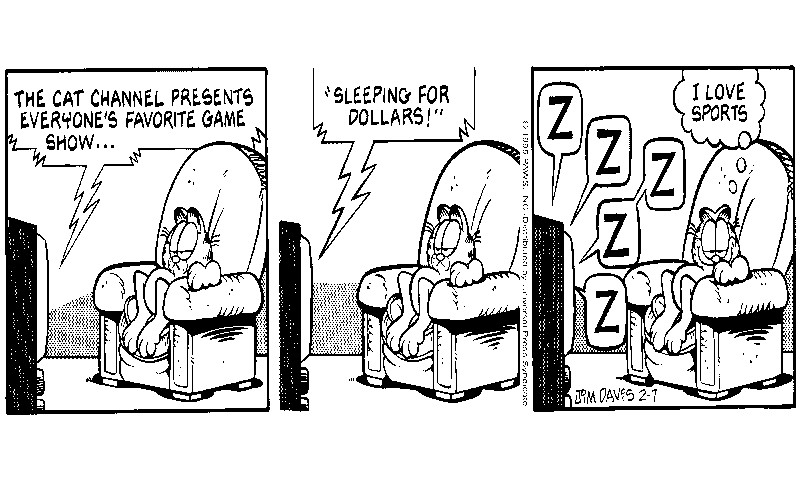 THE CAT CHANNEL PRESENTS
EVERYONE'S FAVORITE GAME
SHOW...
"SLEEPING FOR
DOLLARS!"
Z
Z
Z
Z
Z
I LOVE
SPORTS
JIM DAVIS 2-7